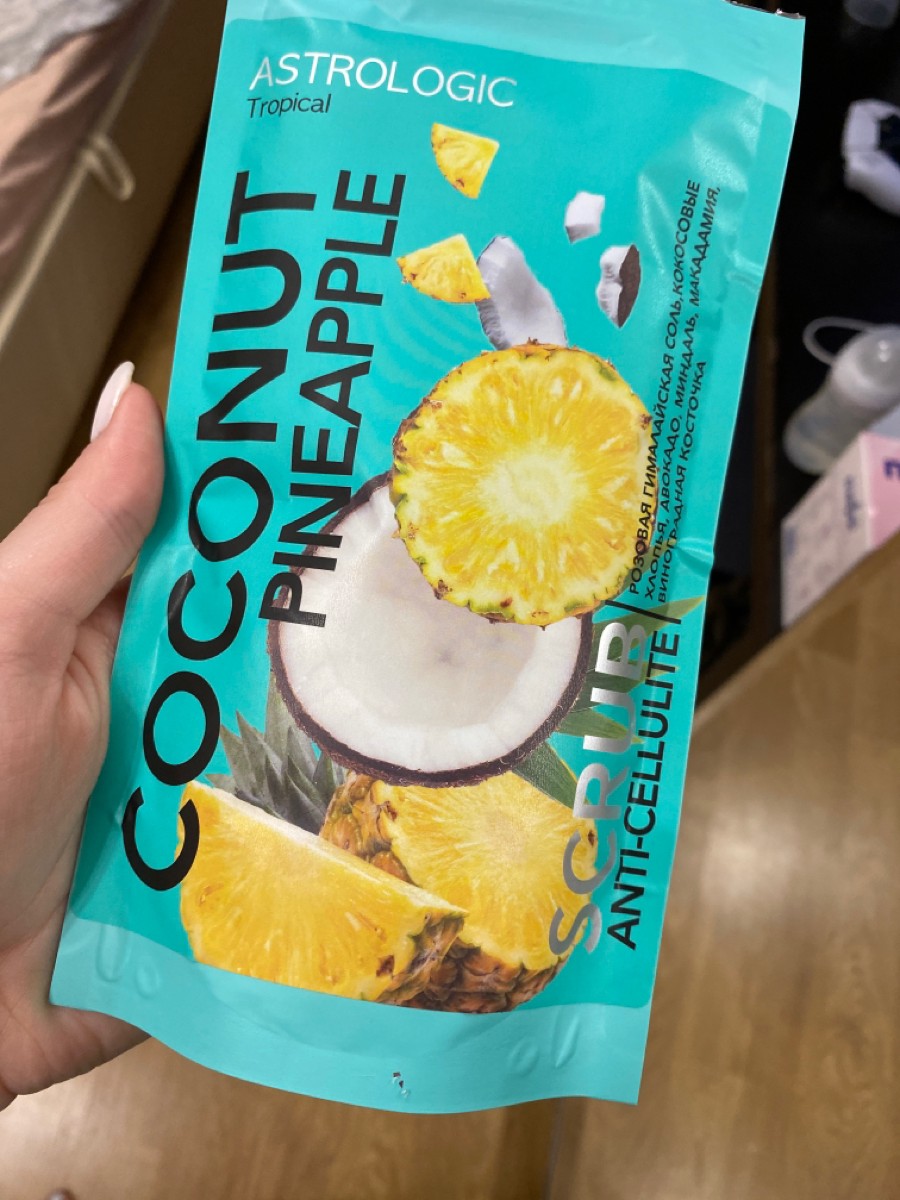 ASTROLOGIC
Tropical
COCONUT
PINEAPPLE
SCRUB
ANTI-CELLULITE
РОЗОВАЯ ГИМАЛАЙСКАЯ СОЛЬ, КОКОСОВЫЕ
ХЛОПЬЯ, АВОКАДО, МИНДАЛЬ, МАКАДАМИЯ,
ВИНОГРАДНАЯ КОСТОЧКА